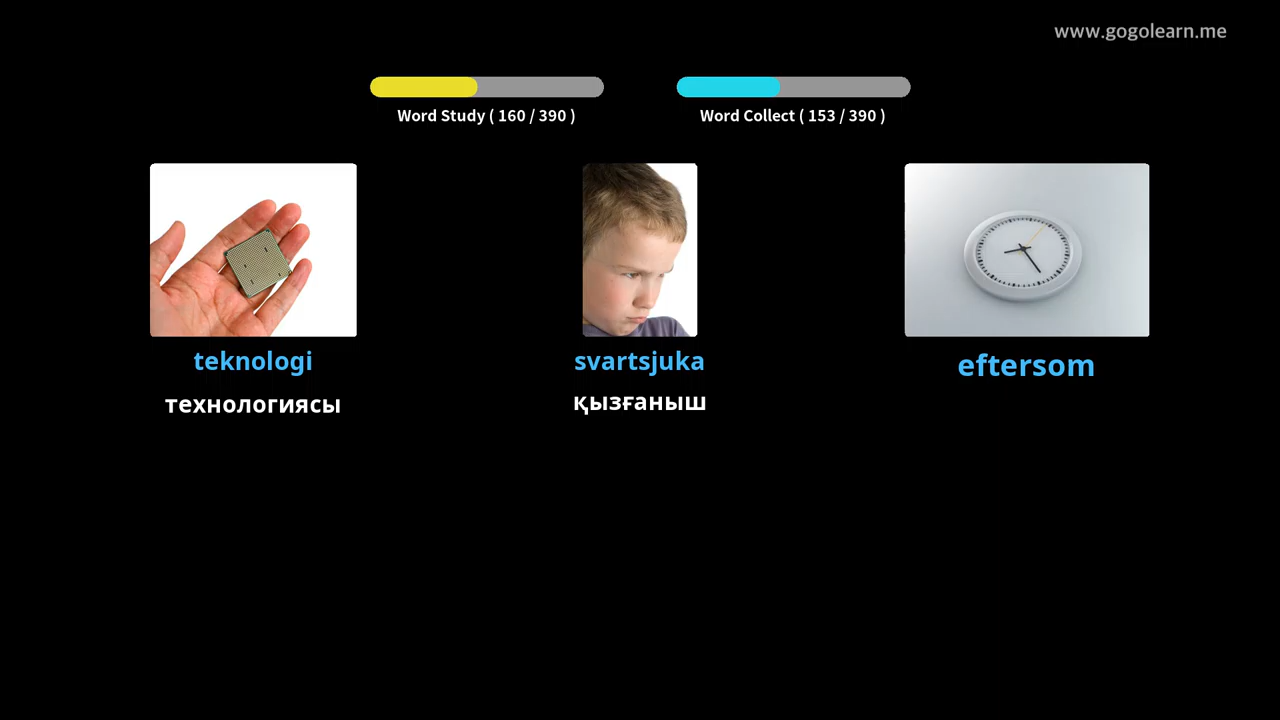 www.gogolearn.me
Word Study ( 160 / 390 )
Word Collect ( 153 / 390 )
teknologi
технологиясы
svartsjuka
қызғаныш
eftersom